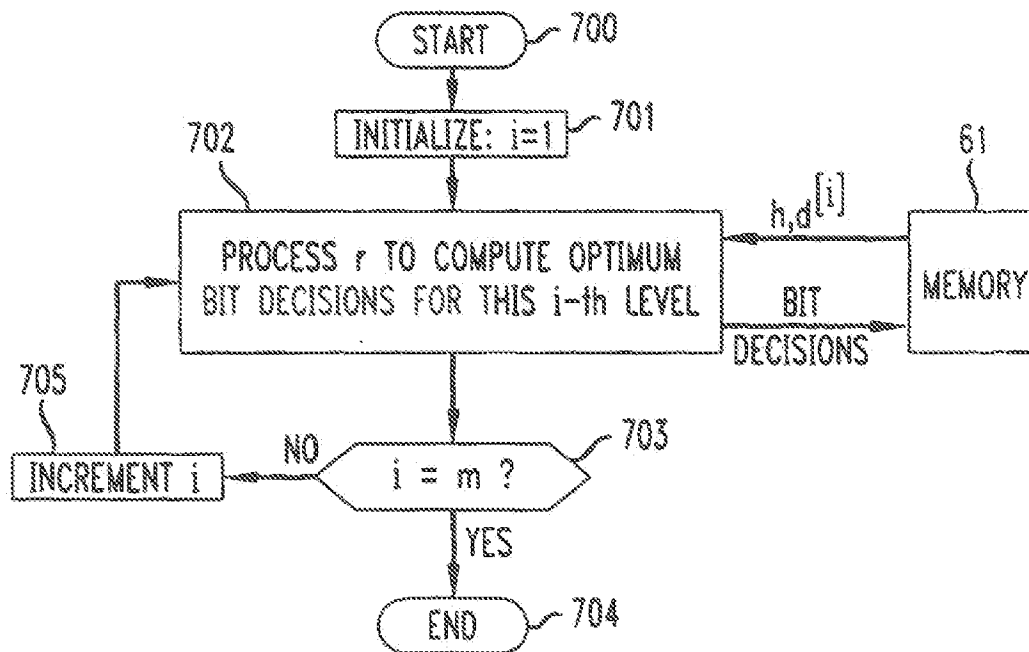 START
700
INITIALIZE: i=1
701
702
PROCESS r TO COMPUTE OPTIMUM
BIT DECISIONS FOR THIS i-th LEVEL
h,d[i]
61
MEMORY
BIT
DECISIONS
705
INCREMENT i
NO
i = m ?
703
YES
END
704